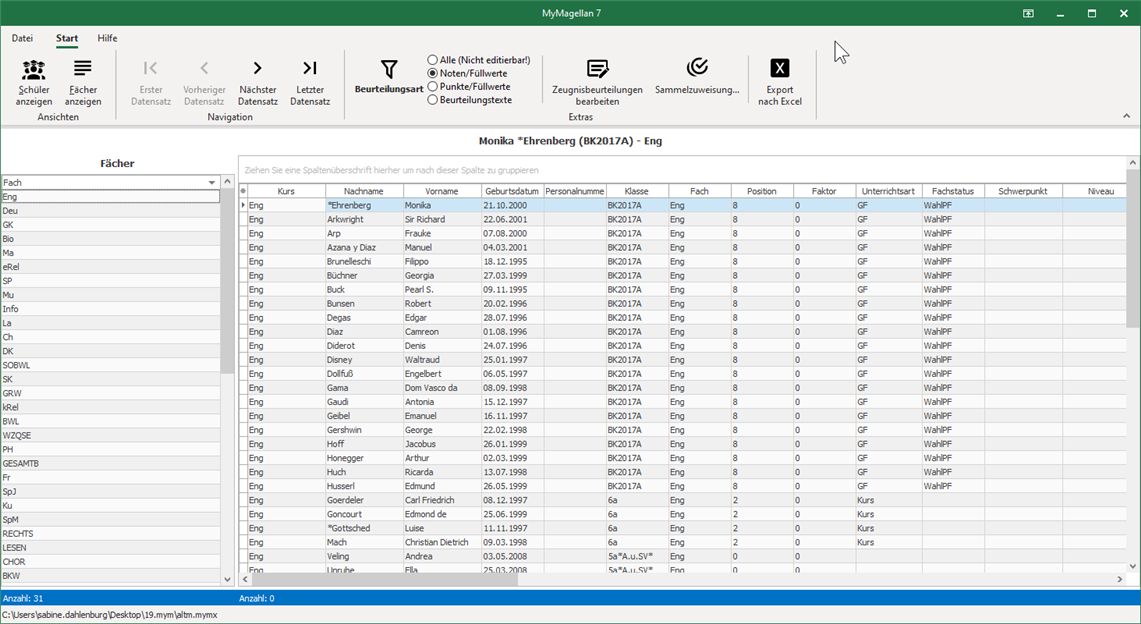 MyMagellan 7
Datei Start Hilfe
Schüler anzeigen
Fächer anzeigen
Ansichten
Erster Datensatz
Vorheriger Datensatz
Nächster Datensatz
Letzter Datensatz
Navigation
Beurteilungsart
Alle (Nicht editierbar!)
Noten/Füllwerte
Punkte/Füllwerte
Beurteilungstexte
Zeugnisbeurteilungen bearbeiten
Sammelzuweisung...
Extras
Export nach Excel
Monika *Ehrenberg (BK2017A) - Eng
Fächer
Fach
Eng
Deu
GK
Bio
Ma
eRel
SP
Mu
Info
La
Ch
DK
SOBWL
SK
GRW
kRel
BWL
WZQSE
PH
GESAMTB
Fr
SpJ
Ku
SpM
RECHTS
LESEN
CHOR
BKW
Ziehen Sie eine Spaltenüberschrift hierher um nach dieser Spalte zu gruppieren
Kurs Nachname Vorname Geburtsdatum Personalnumme Klasse Fach Position Faktor Unterrichtsart Fachstatus Schwerpunkt Niveau
Eng *Ehrenberg Monika 21.10.2000 BK2017A Eng 8 0 GF WahlPF
Eng Arkwright Sir Richard 22.06.2001 BK2017A Eng 8 0 GF WahlPF
Eng Arp Frauke 07.08.2000 BK2017A Eng 8 0 GF WahlPF
Eng Azana y Diaz Manuel 04.03.2001 BK2017A Eng 8 0 GF WahlPF
Eng Brunelleschi Filippo 18.12.1995 BK2017A Eng 8 0 GF WahlPF
Eng Büchner Georgia 27.03.1999 BK2017A Eng 8 0 GF WahlPF
Eng Buck Pearl S. 09.11.1995 BK2017A Eng 8 0 GF WahlPF
Eng Bunsen Robert 20.02.1996 BK2017A Eng 8 0 GF WahlPF
Eng Degas Edgar 28.07.1996 BK2017A Eng 8 0 GF WahlPF
Eng Diaz Camreon 01.08.1996 BK2017A Eng 8 0 GF WahlPF
Eng Diderot Denis 24.07.1996 BK2017A Eng 8 0 GF WahlPF
Eng Disney Waltraud 25.01.1997 BK2017A Eng 8 0 GF WahlPF
Eng Dollfuß Engelbert 06.05.1997 BK2017A Eng 8 0 GF WahlPF
Eng Gama Dom Vasco da 08.09.1998 BK2017A Eng 8 0 GF WahlPF
Eng Gaudi Antonia 15.12.1997 BK2017A Eng 8 0 GF WahlPF
Eng Geibel Emanuel 16.11.1997 BK2017A Eng 8 0 GF WahlPF
Eng Gershwin George 22.02.1998 BK2017A Eng 8 0 GF WahlPF
Eng Hoff Jacobus 26.01.1999 BK2017A Eng 8 0 GF WahlPF
Eng Honegger Arthur 02.03.1999 BK2017A Eng 8 0 GF WahlPF
Eng Huch Ricarda 13.07.1998 BK2017A Eng 8 0 GF WahlPF
Eng Husserl Edmund 26.05.1999 BK2017A Eng 8 0 GF WahlPF
Eng Goerdeler Carl Friedrich 08.12.1997 6a Eng 2 0 Kurs
Eng Goncourt Edmond de 25.06.1999 6a Eng 2 0 Kurs
Eng *Gottsched Luise 11.11.1997 6a Eng 2 0 Kurs
Eng Mach Christian Dietrich 09.03.1998 6a Eng 2 0 Kurs
Eng Veling Andrea 03.05.2008 5a*A.u.SV* Eng 0 0
Eng Unruhe Ella 25.03.2008 5a*A.u.SV* Eng 0 0
Anzahl: 31 Anzahl: 0
C:\Users\sabine.dahlenburg\Desktop\19.mym\altm.mymx